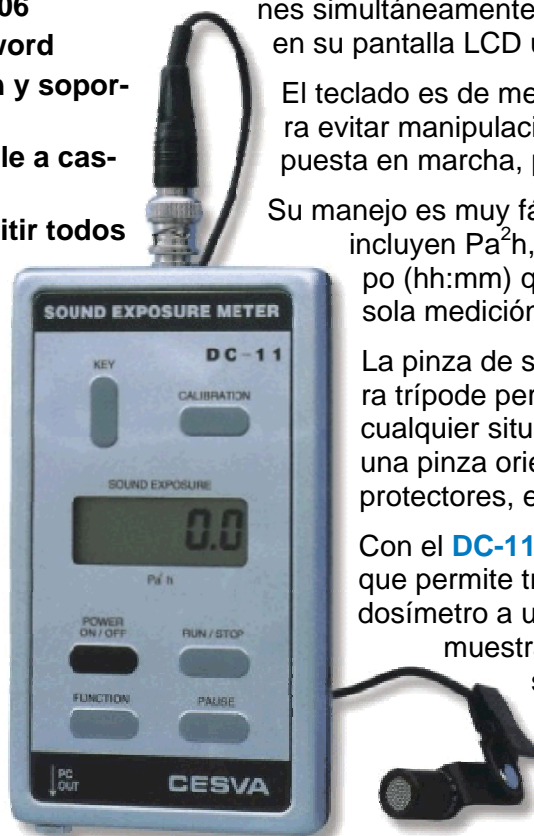 06
word
n y sopor-
le a cas-
itir todos
nes simultáneamente
en su pantalla LCD u
El teclado es de me
ra evitar manipulaci
puesta en marcha, p
Su manejo es muy fá
incluyen Pa²h,
po (hh:mm) q
sola medición
La pinza de s
ra trípode per
cualquier situ
una pinza orie
protectores, e
Con el DC-11
que permite tr
dosímetro a u
muestra
s
SOUND EXPOSURE METER
DC-11
KEY
CALIBRATION
SOUND EXPOSURE
0.0
Pa² h
POWER
ON / OFF
RUN / STOP
FUNCTION
PAUSE
PC
OUT
CESVA